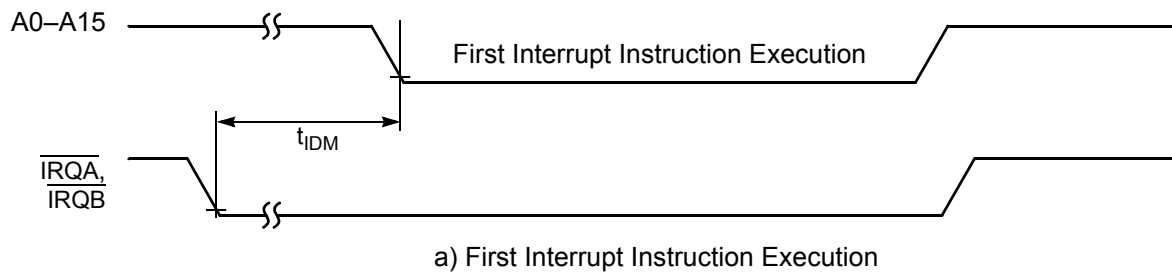 A0–A15
First Interrupt Instruction Execution
tIDM
IRQA,
IRQB
a) First Interrupt Instruction Execution